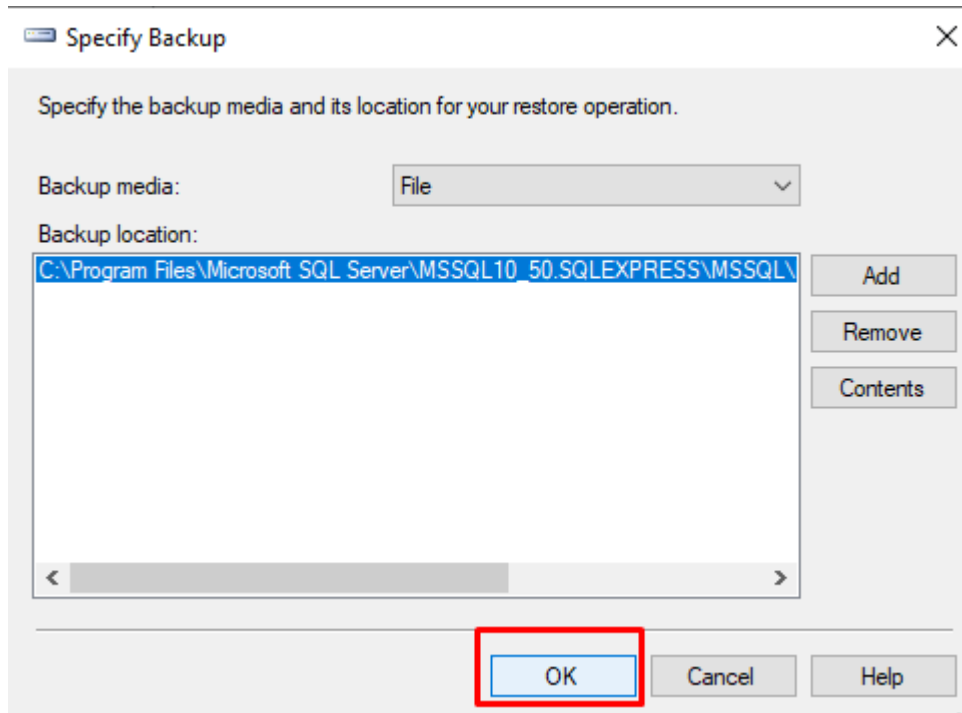 Specify Backup
Specify the backup media and its location for your restore operation.
Backup media:
File
Backup location:
C:\Program Files\Microsoft SQL Server\MSSQL10_50.SQLEXPRESS\MSSQL\
Add
Remove
Contents
OK
Cancel
Help